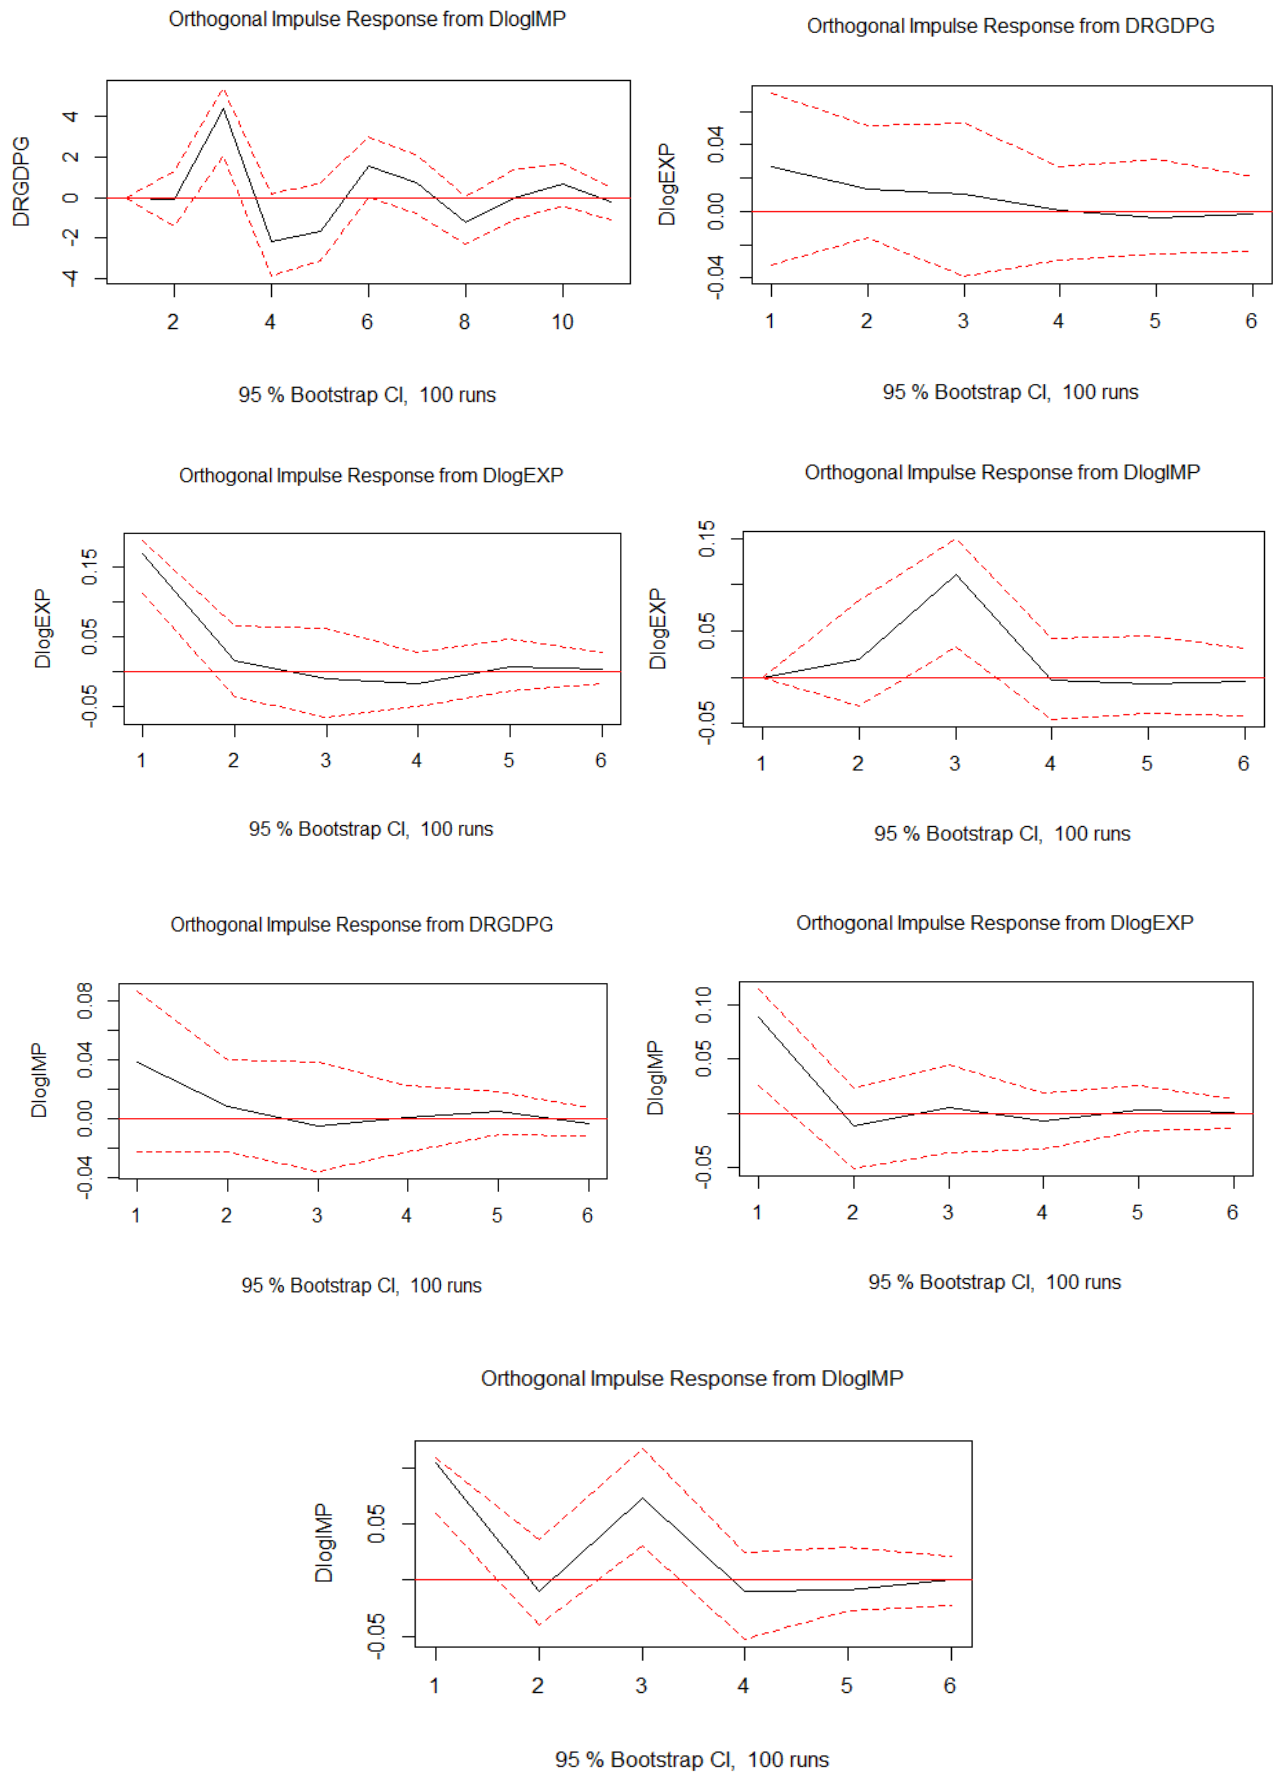 Orthogonal Impulse Response from DlogIMP
DRGDPG
4
2
0
-2
-4
2 4 6 8 10
95 % Bootstrap CI, 100 runs
Orthogonal Impulse Response from DRGDPG
DlogEXP
0.04
0.00
-0.04
1 2 3 4 5 6
95 % Bootstrap CI, 100 runs
Orthogonal Impulse Response from DlogEXP
DlogEXP
0.15
0.05
-0.05
1 2 3 4 5 6
95 % Bootstrap CI, 100 runs
Orthogonal Impulse Response from DlogIMP
DlogEXP
0.15
0.05
-0.05
1 2 3 4 5 6
95 % Bootstrap CI, 100 runs
Orthogonal Impulse Response from DRGDPG
DlogIMP
0.08
0.04
0.00
-0.04
1 2 3 4 5 6
95 % Bootstrap CI, 100 runs
Orthogonal Impulse Response from DlogEXP
DlogIMP
0.10
0.05
-0.05
1 2 3 4 5 6
95 % Bootstrap CI, 100 runs
Orthogonal Impulse Response from DlogIMP
DlogIMP
0.05
-0.05
1 2 3 4 5 6
95 % Bootstrap CI, 100 runs